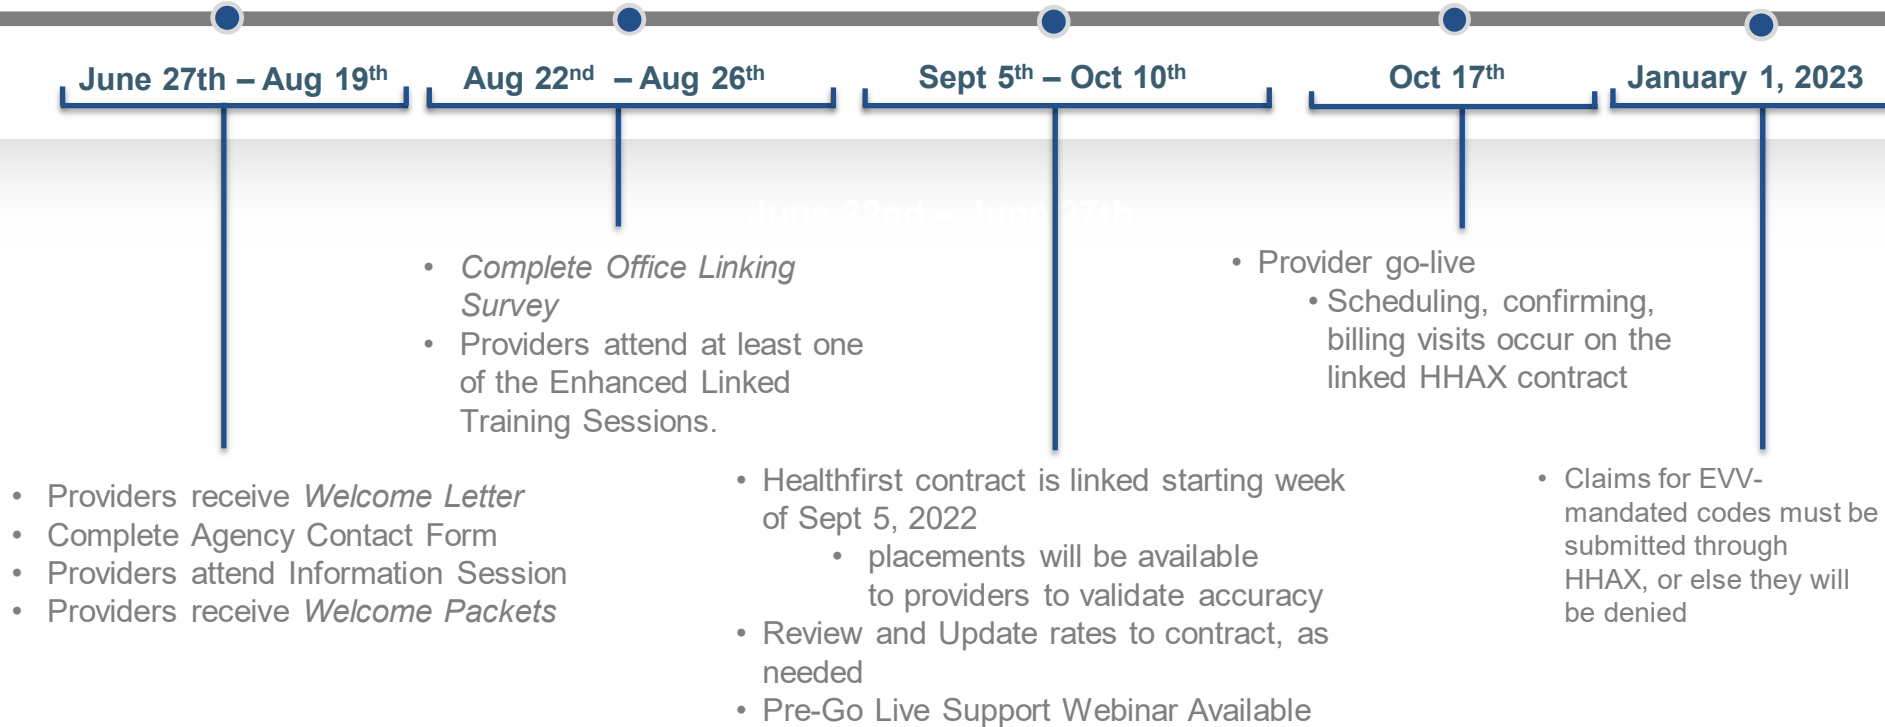 June 27th – Aug 19th
Aug 22nd – Aug 26th
Sept 5th – Oct 10th
Oct 17th
January 1, 2023
June 22nd – June 27th
• Complete Office Linking
Survey
• Providers attend at least one
of the Enhanced Linked
Training Sessions.
• Provider go-live
• Scheduling, confirming,
billing visits occur on the
linked HHAX contract
• Providers receive Welcome Letter
• Complete Agency Contact Form
• Providers attend Information Session
• Providers receive Welcome Packets
• Healthfirst contract is linked starting week
of Sept 5, 2022
• placements will be available
to providers to validate accuracy
• Review and Update rates to contract, as
needed
• Pre-Go Live Support Webinar Available
• Claims for EVV-
mandated codes must be
submitted through
HHAX, or else they will
be denied